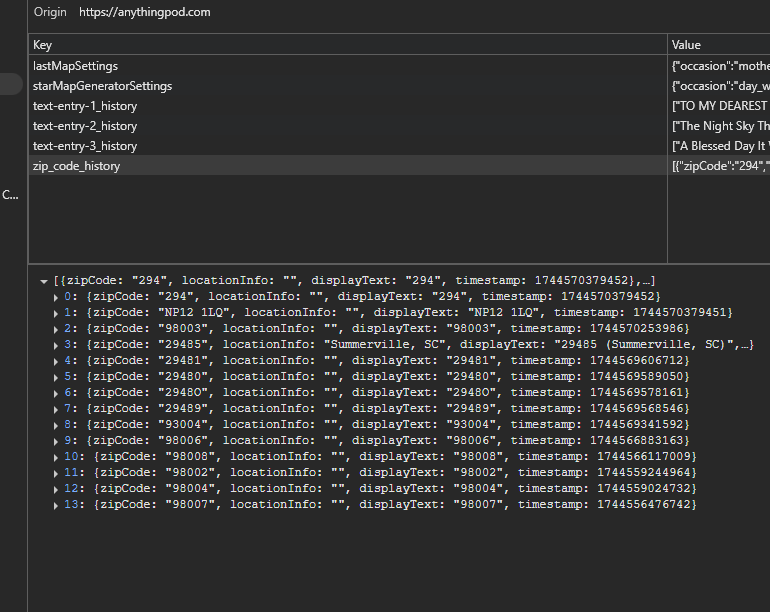 Origin https://anythingpod.com
Key Value
lastMapSettings {"occasion":"mothe
starMapGeneratorSettings {"occasion":"day_w
text-entry-1_history ["TO MY DEAREST
text-entry-2_history ["The Night Sky Th
text-entry-3_history ["A Blessed Day It
zip_code_history [{"zipCode":"294","
C...
[{zipCode: "294", locationInfo: "", displayText: "294", timestamp: 1744570379452},…]
0: {zipCode: "294", locationInfo: "", displayText: "294", timestamp: 1744570379452}
1: {zipCode: "NP12 1LQ", locationInfo: "", displayText: "NP12 1LQ", timestamp: 1744570379451}
2: {zipCode: "98003", locationInfo: "", displayText: "98003", timestamp: 1744570253986}
3: {zipCode: "29485", locationInfo: "Summerville, SC", displayText: "29485 (Summerville, SC)",…}
4: {zipCode: "29481", locationInfo: "", displayText: "29481", timestamp: 1744569606712}
5: {zipCode: "29480", locationInfo: "", displayText: "29480", timestamp: 1744569589050}
6: {zipCode: "2948O", locationInfo: "", displayText: "2948O", timestamp: 1744569578161}
7: {zipCode: "29489", locationInfo: "", displayText: "29489", timestamp: 1744569568546}
8: {zipCode: "93004", locationInfo: "", displayText: "93004", timestamp: 1744569341592}
9: {zipCode: "98006", locationInfo: "", displayText: "98006", timestamp: 1744566883163}
10: {zipCode: "98008", locationInfo: "", displayText: "98008", timestamp: 1744566117009}
11: {zipCode: "98002", locationInfo: "", displayText: "98002", timestamp: 1744559244964}
12: {zipCode: "98004", locationInfo: "", displayText: "98004", timestamp: 1744559024732}
13: {zipCode: "98007", locationInfo: "", displayText: "98007", timestamp: 1744556476742}